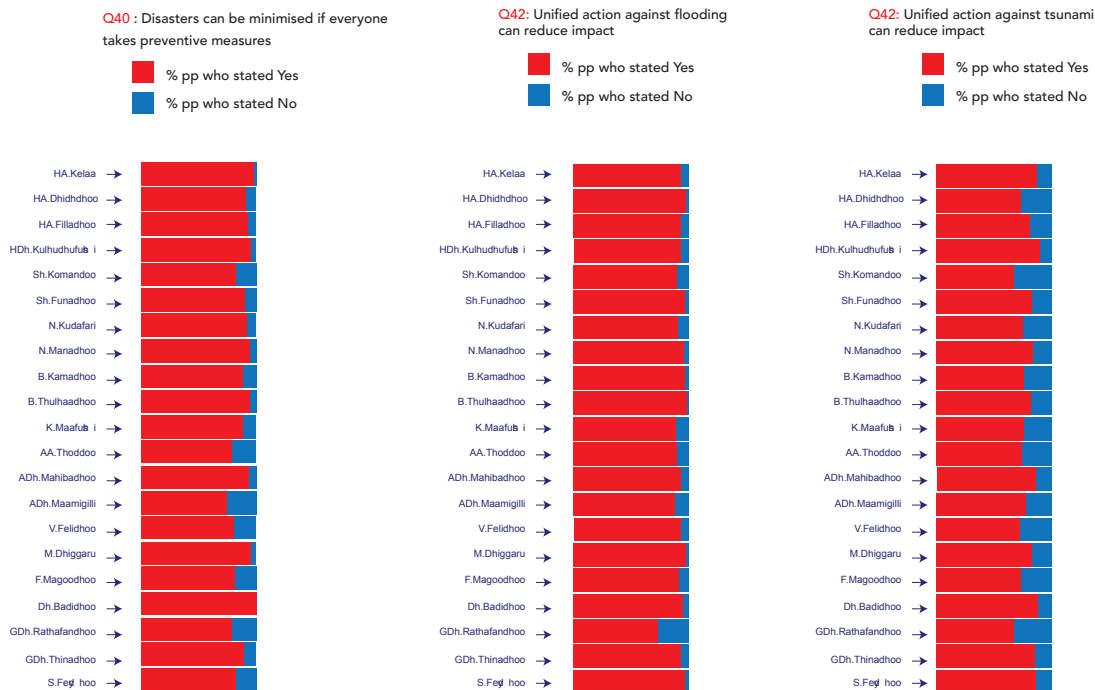 Q40 : Disasters can be minimised if everyone
takes preventive measures
% pp who stated Yes
% pp who stated No
HA.Kelaa
HA.Dhidhdhoo
HA.Filladhoo
Sh.Komandoo
Sh.Funadhoo
N.Kudafari
N.Manadhoo
B.Kamadhoo
B.Thulhaadhoo
AA.Thoddoo
ADh.Mahibadhoo
ADh.Maamigilli
V.Felidhoo
M.Dhiggaru
F.Magoodhoo
Dh.Badidhoo
GDh.Rathafandhoo
GDh.Thinadhoo
Q42: Unified action against flooding
can reduce impact
% pp who stated Yes
% pp who stated No
HA.Kelaa
HA.Dhidhdhoo
HA.Filladhoo
Sh.Komandoo
Sh.Funadhoo
N.Kudafari
N.Manadhoo
B.Kamadhoo
B.Thulhaadhoo
AA.Thoddoo
ADh.Mahibadhoo
ADh.Maamigilli
V.Felidhoo
M.Dhiggaru
F.Magoodhoo
Dh.Badidhoo
GDh.Rathafandhoo
GDh.Thinadhoo
Q42: Unified action against tsunami
can reduce impact
% pp who stated Yes
% pp who stated No
HA.Kelaa
HA.Dhidhdhoo
HA.Filladhoo
Sh.Komandoo
Sh.Funadhoo
N.Kudafari
N.Manadhoo
B.Kamadhoo
B.Thulhaadhoo
AA.Thoddoo
ADh.Mahibadhoo
ADh.Maamigilli
V.Felidhoo
M.Dhiggaru
F.Magoodhoo
Dh.Badidhoo
GDh.Rathafandhoo
GDh.Thinadhoo